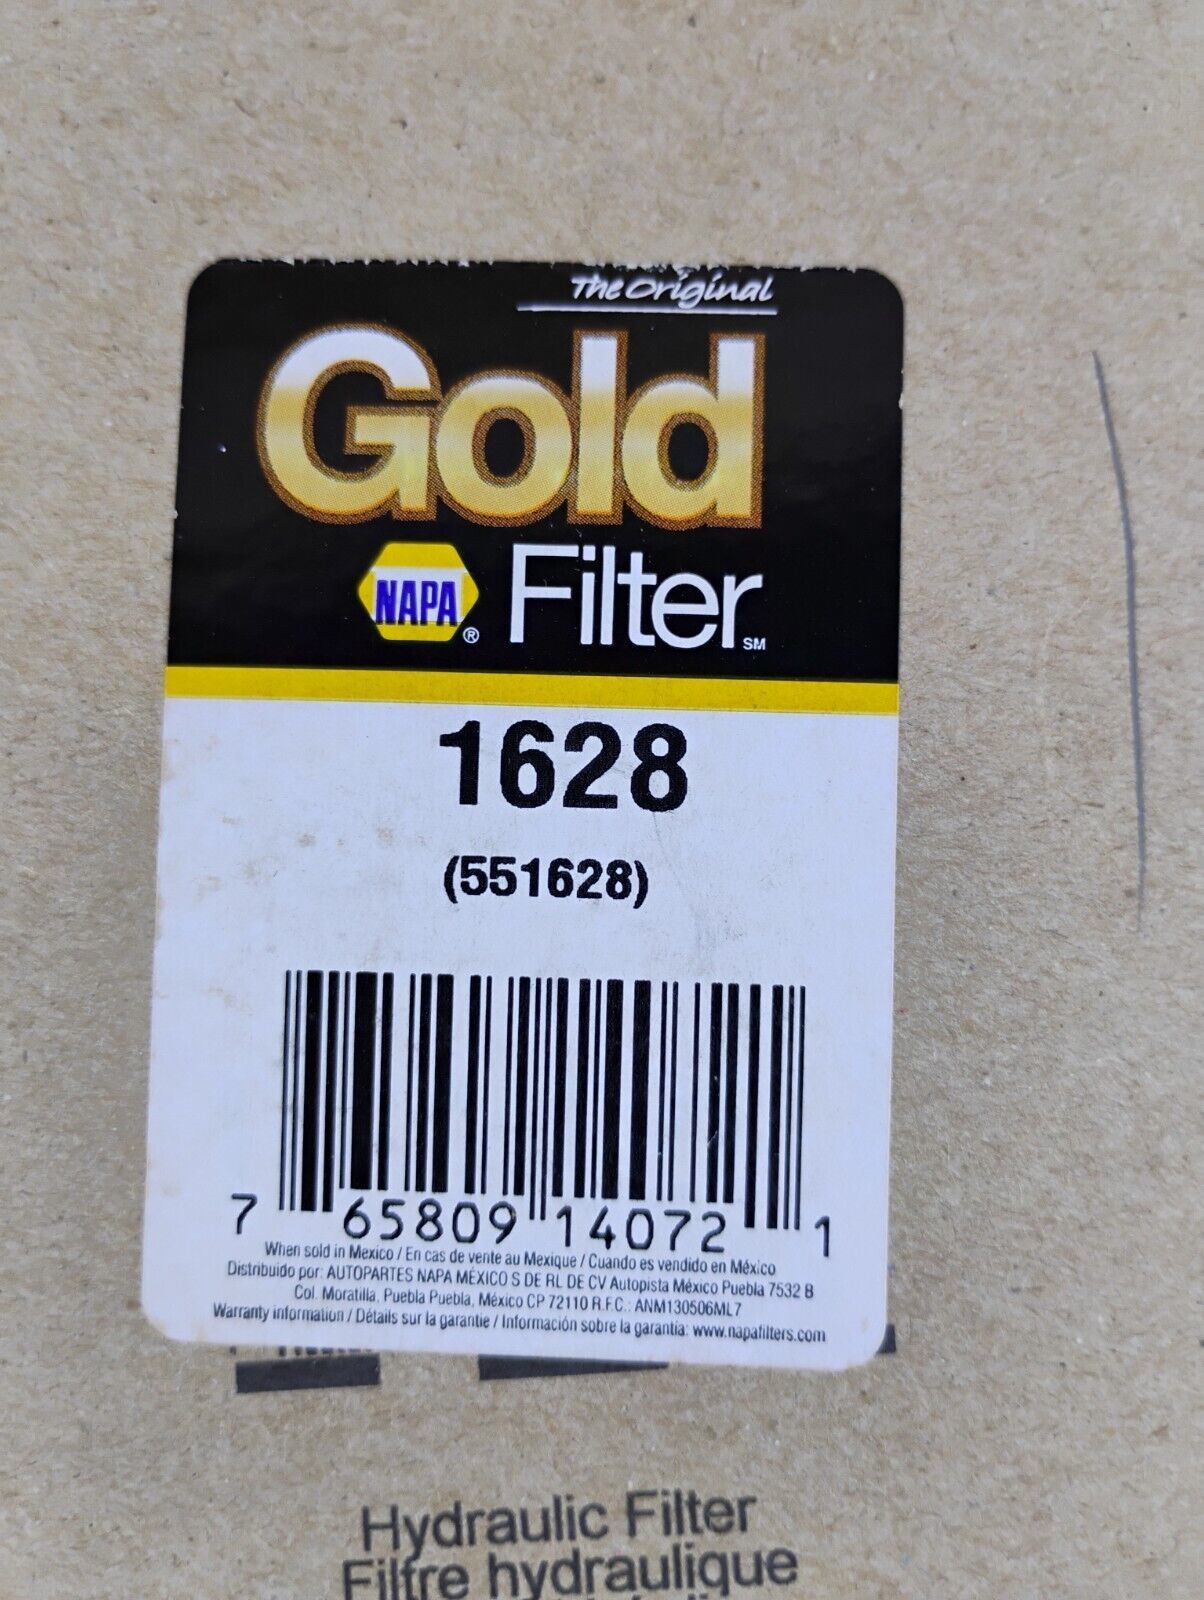 The Original
Gold
NAPA® Filter SM
1628
(551628)
7 65809 14072 1
When sold in Mexico / En cas de vente au Mexique / Cuando es vendido en México
Distribuido por: AUTOPARTES NAPA MÉXICO S DE RL DE CV Autopista México Puebla 7532 B
Col. Moratilla, Puebla Puebla, México CP 72110 R.F.C.: ANM130506ML7
Warranty information / Détails sur la garantie / Información sobre la garantía: www.napafilters.com
Hydraulic Filter
Filtre hydraulique